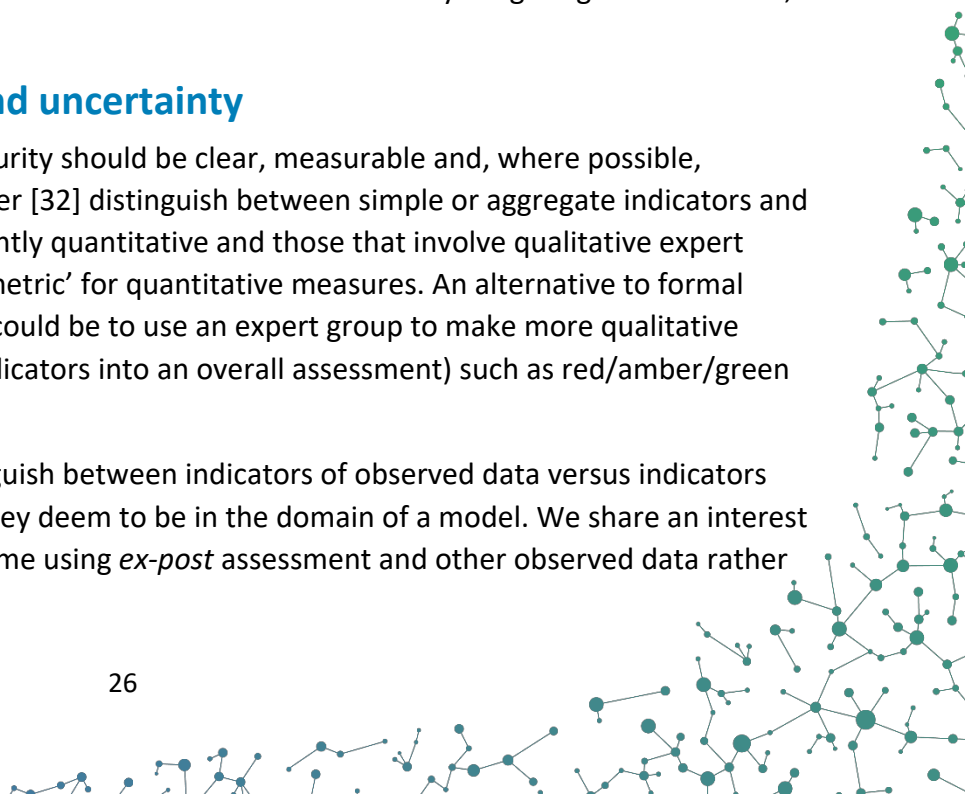 nd uncertainty
urity should be clear, measurable and, where possible,
er [32] distinguish between simple or aggregate indicators and
ntly quantitative and those that involve qualitative expert
netric’ for quantitative measures. An alternative to formal
could be to use an expert group to make more qualitative
dicators into an overall assessment) such as red/amber/green
guish between indicators of observed data versus indicators
ey deem to be in the domain of a model. We share an interest
me using ex-post assessment and other observed data rather
26